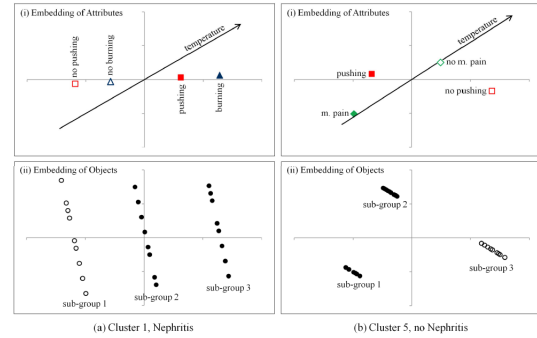 (i) Embedding of Attributes
temperature
no pushing
no burning
pushing
burning
(ii) Embedding of Objects
sub-group 1
sub-group 2
sub-group 3
(a) Cluster 1, Nephritis
(i) Embedding of Attributes
temperature
no m. pain
pushing
no pushing
m. pain
(ii) Embedding of Objects
sub-group 2
sub-group 3
sub-group 1
(b) Cluster 5, no Nephritis